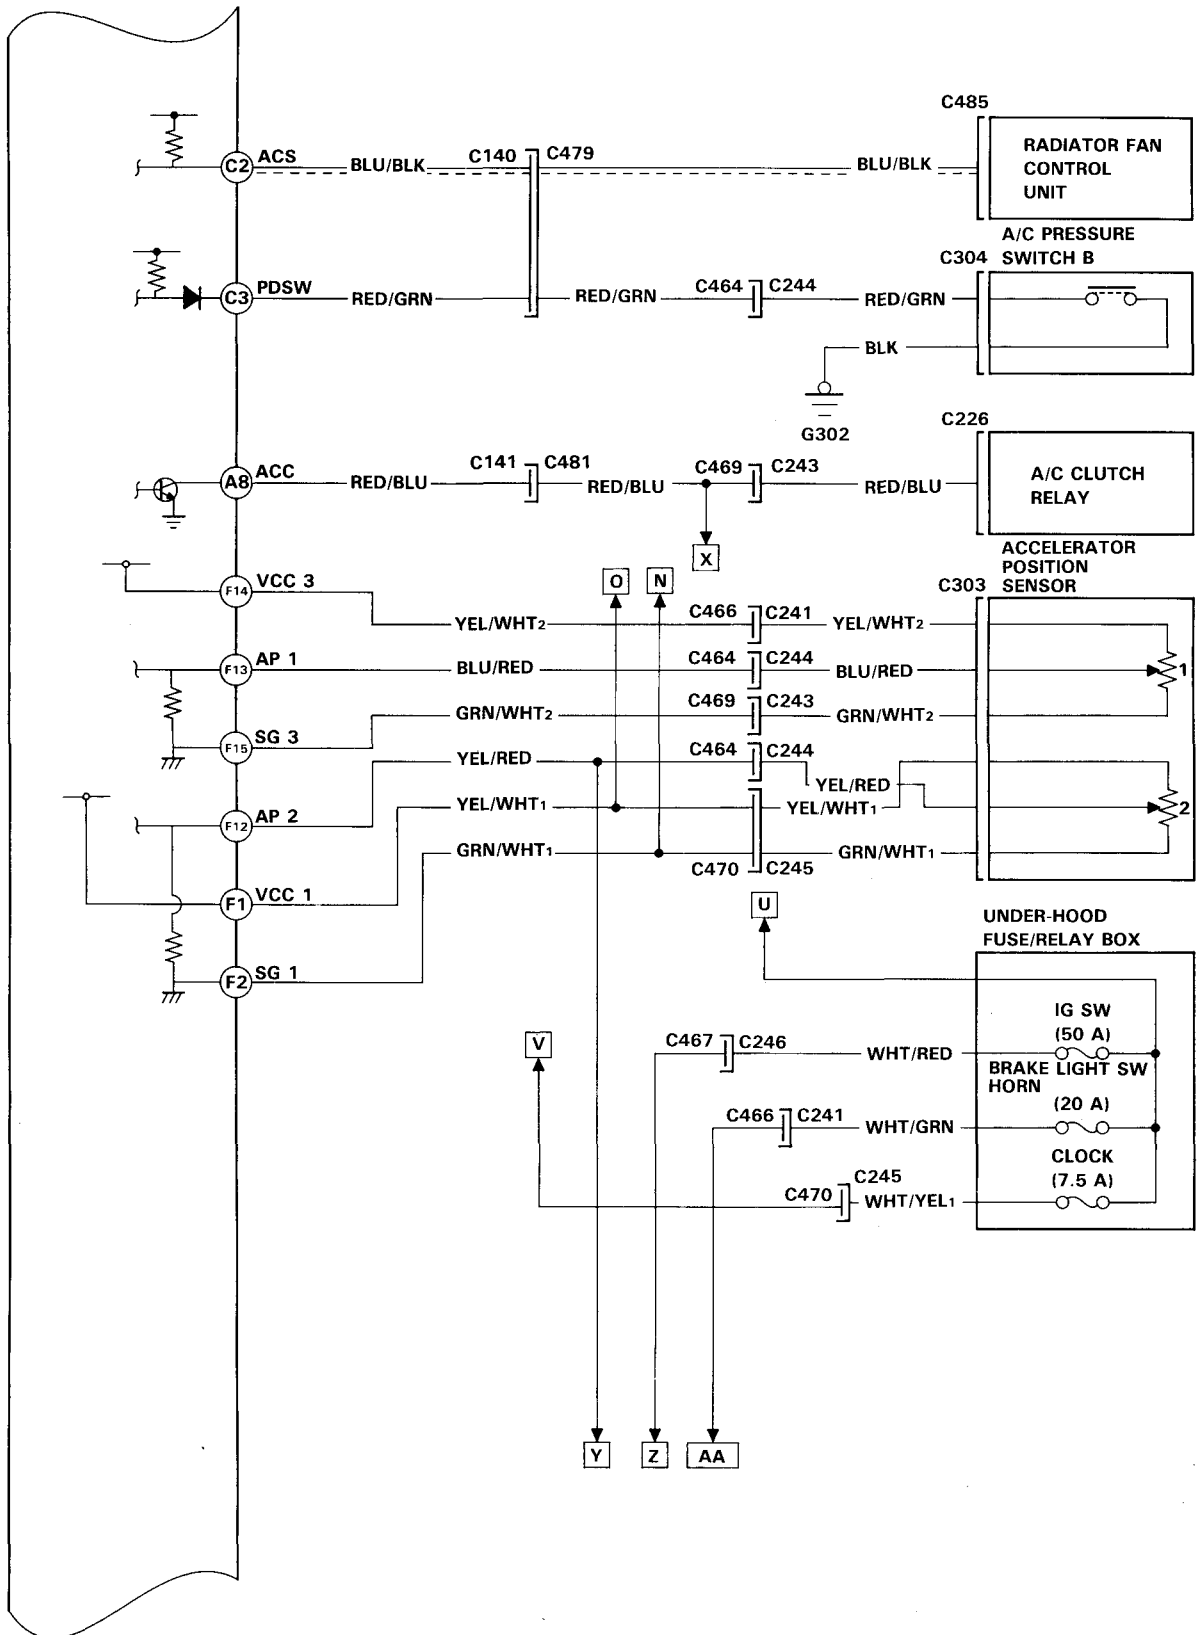 C485
RADIATOR FAN
CONTROL
UNIT
C2 ACS BLU/BLK C140 C479 BLU/BLK
A/C PRESSURE
SWITCH B
C304
C3 PDSW RED/GRN RED/GRN C464 C244 RED/GRN
BLK
G302
C226
A/C CLUTCH
RELAY
A8 ACC RED/BLU C141 C481 RED/BLU C469 C243 RED/BLU
X
ACCELERATOR
POSITION
SENSOR
C303
O N
F14 VCC 3 YEL/WHT2 C466 C241 YEL/WHT2
F13 AP 1 BLU/RED C464 C244 BLU/RED 1
F15 SG 3 GRN/WHT2 C469 C243 GRN/WHT2
YEL/RED C464 C244 YEL/RED
F12 AP 2 YEL/WHT1 YEL/WHT1 2
GRN/WHT1 C470 C245 GRN/WHT1
F1 VCC 1
U
F2 SG 1
UNDER-HOOD
FUSE/RELAY BOX
IG SW
(50 A)
V C467 C246 WHT/RED
BRAKE LIGHT SW
HORN
(20 A)
C466 C241 WHT/GRN
CLOCK
(7.5 A)
C470 C245 WHT/YEL1
Y Z AA